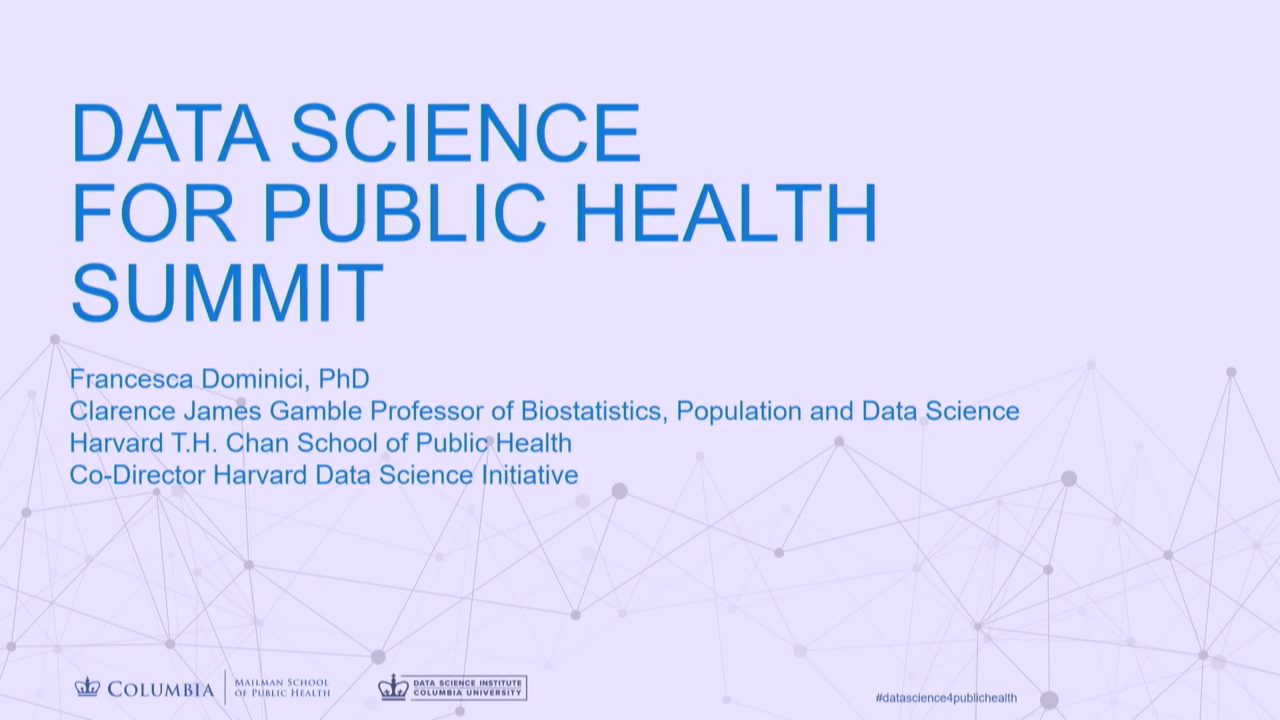 DATA SCIENCE
FOR PUBLIC HEALTH
SUMMIT
Francesca Dominici, PhD
Clarence James Gamble Professor of Biostatistics, Population and Data Science
Harvard T.H. Chan School of Public Health
Co-Director Harvard Data Science Initiative
COLUMBIA
MAILMAN SCHOOL
OF PUBLIC HEALTH
DATA SCIENCE INSTITUTE
COLUMBIA UNIVERSITY
#datascience4publichealth